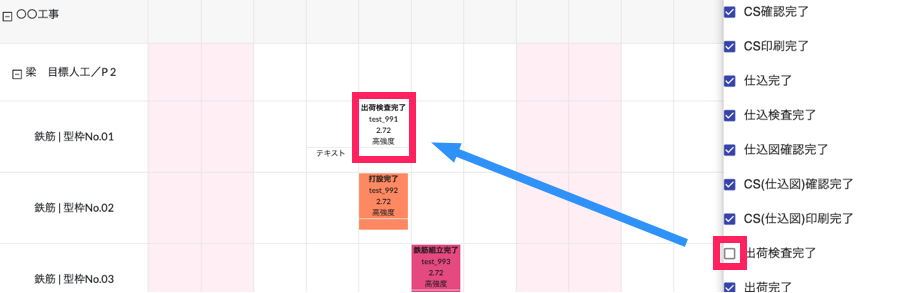 〇〇工事
梁　目標人工／P 2
鉄筋 | 型枠No.01
出荷検査完了
test_991
2.72
高強度
テキスト
鉄筋 | 型枠No.02
打設完了
test_992
2.72
高強度
鉄筋 | 型枠No.03
鉄筋組立完了
test_993
2.72
高強度
CS確認完了
CS印刷完了
仕込完了
仕込検査完了
仕込図確認完了
CS(仕込図)確認完了
CS(仕込図)印刷完了
出荷検査完了
出荷完了